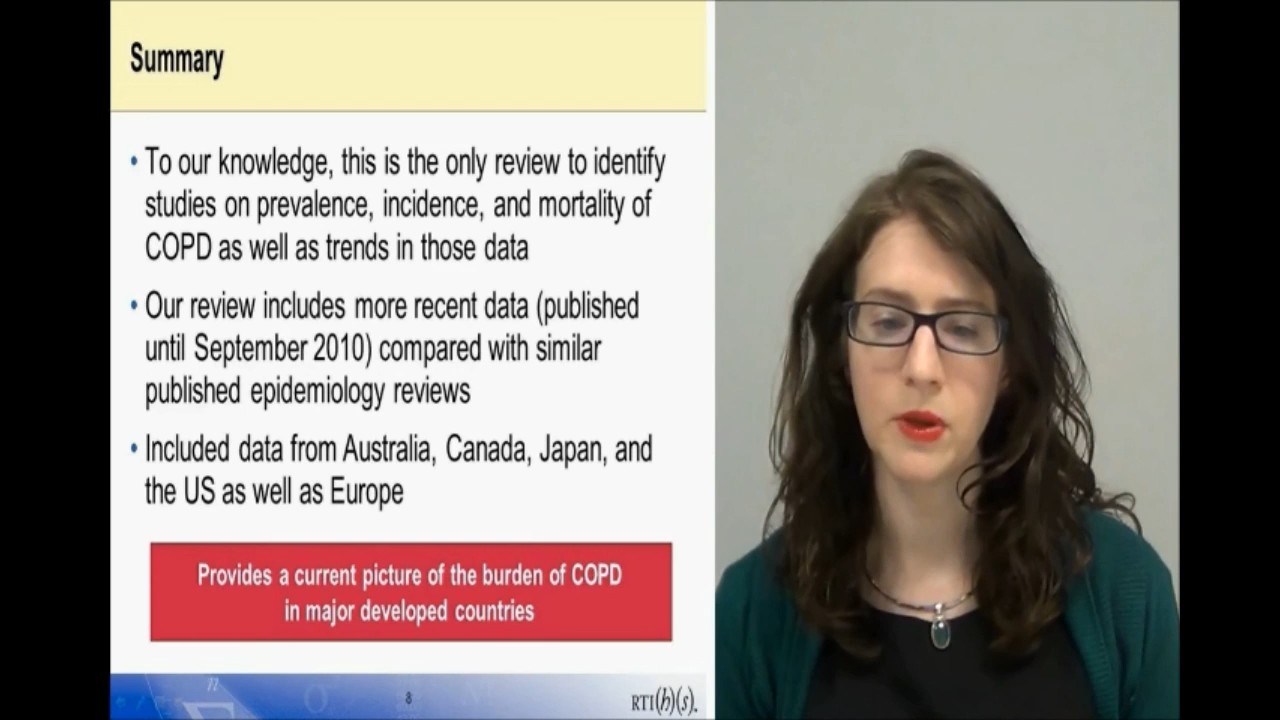 Summary
• To our knowledge, this is the only review to identify
studies on prevalence, incidence, and mortality of
COPD as well as trends in those data
• Our review includes more recent data (published
until September 2010) compared with similar
published epidemiology reviews
• Included data from Australia, Canada, Japan, and
the US as well as Europe
Provides a current picture of the burden of COPD
in major developed countries
n
8
RTI(h)(s).